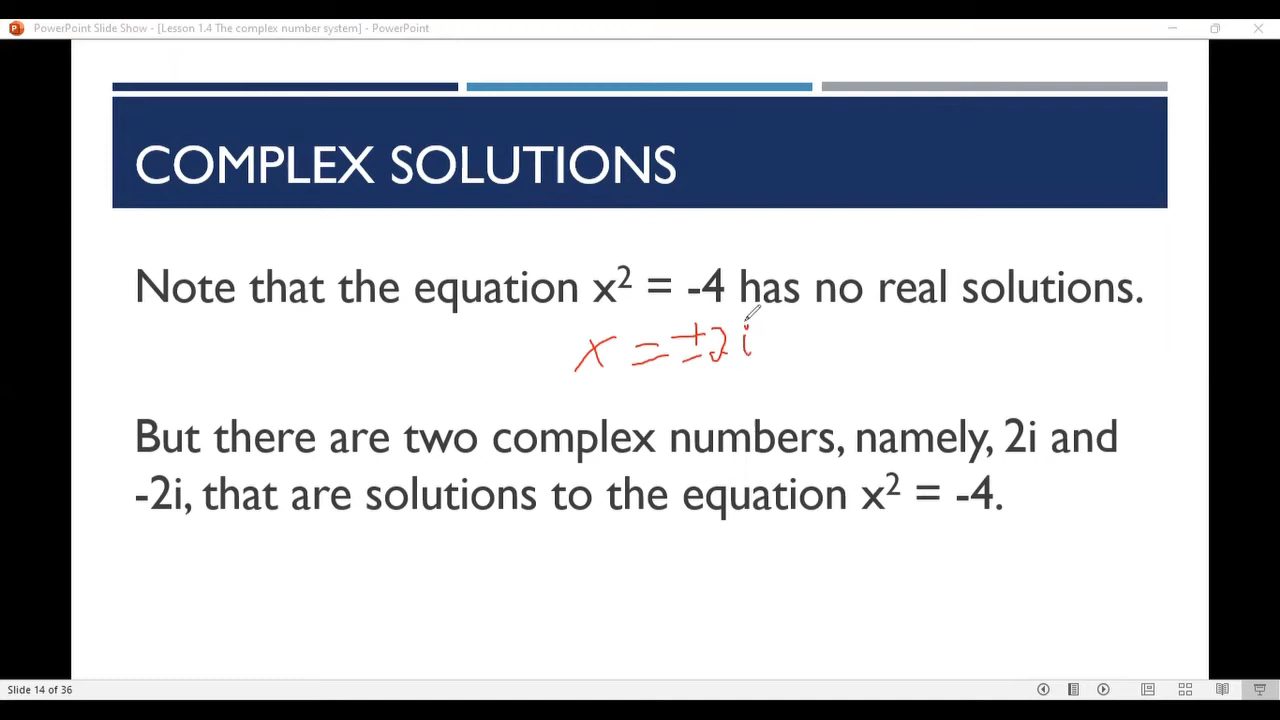 PowerPoint Slide Show - [Lesson 1.4 The complex number system] - PowerPoint
COMPLEX SOLUTIONS
Note that the equation x² = -4 has no real solutions.
x = ±2i
But there are two complex numbers, namely, 2i and
-2i, that are solutions to the equation x² = -4.
Slide 14 of 36